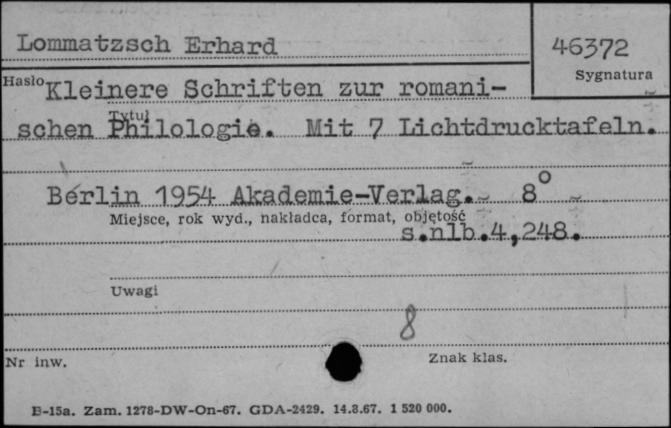 Lommatzsch Erhard
46372
Sygnatura
Hasło Kleinere Schriften zur romani-
Tytuł
schen Philologie. Mit 7 Lichtdrucktafeln.
Berlin 1954 Akademie-Verlag. 8°
Miejsce, rok wyd., nakładca, format, objętość
s.nlb.4,248.
Uwagi
8
Nr inw.
Znak klas.
B-15a. Zam. 1278-DW-On-67. GDA-2429. 14.8.67. 1 520 000.